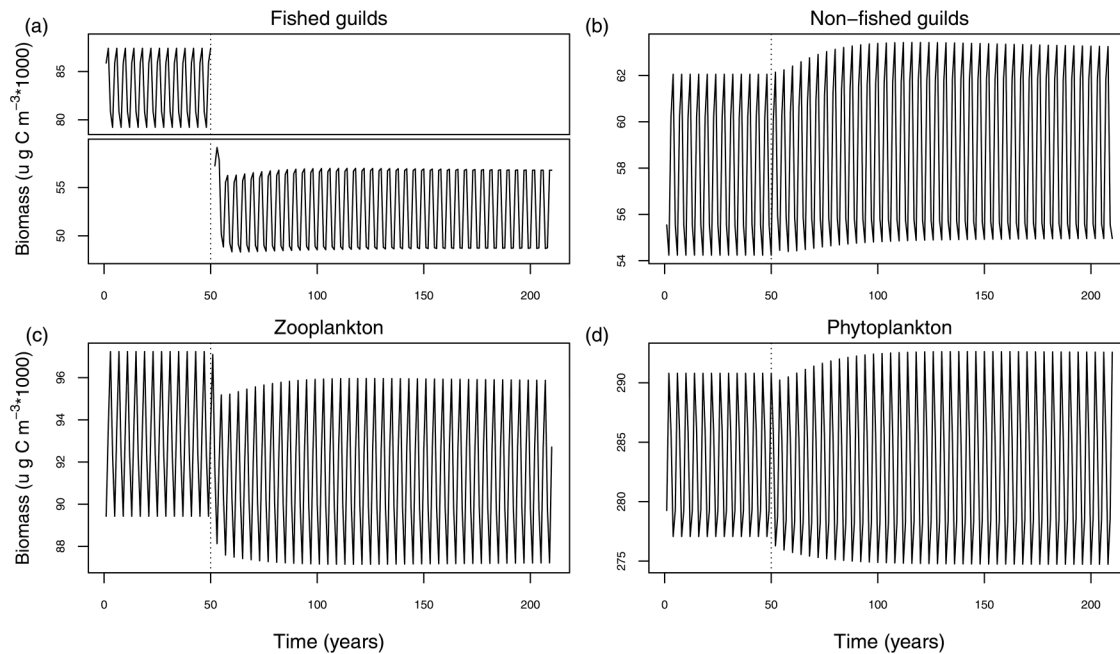 (a) Fished guilds
Biomass (u g C m−3*1000)
85
80
55
50
0 50 100 150 200
(b) Non−fished guilds
62
60
58
56
54
0 50 100 150 200
(c) Zooplankton
Biomass (u g C m−3*1000)
96
94
92
90
88
0 50 100 150 200
Time (years)
(d) Phytoplankton
290
285
280
275
0 50 100 150 200
Time (years)